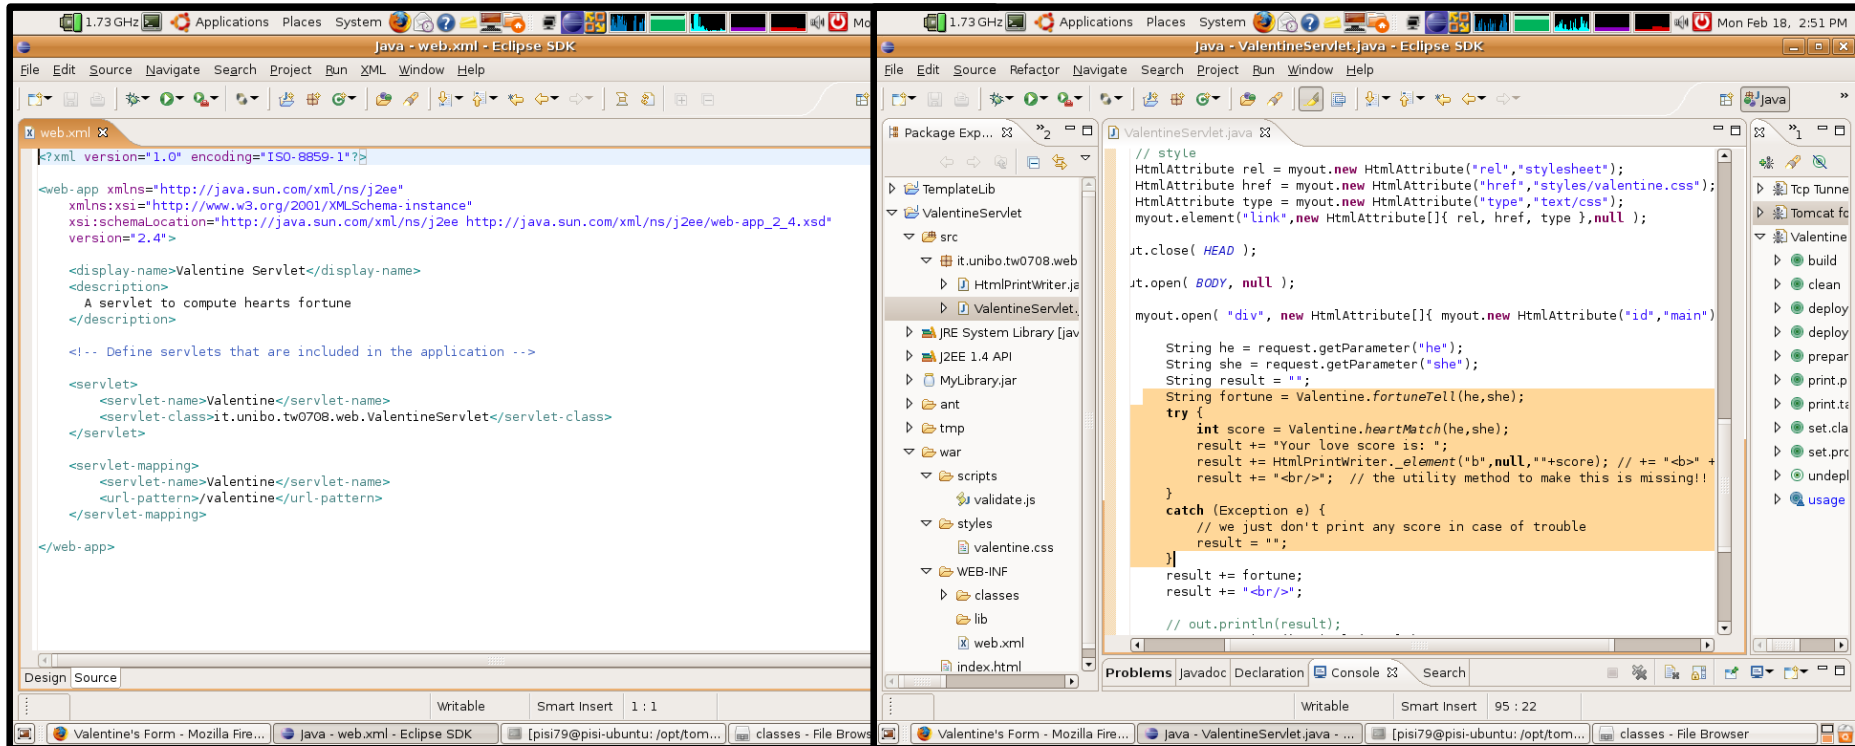 1.73 GHz Applications Places System Mo
Java - web.xml - Eclipse SDK
File Edit Source Navigate Search Project Run XML Window Help
web.xml
<?xml version="1.0" encoding="ISO-8859-1"?>
<web-app xmlns="http://java.sun.com/xml/ns/j2ee"
xmlns:xsi="http://www.w3.org/2001/XMLSchema-instance"
xsi:schemaLocation="http://java.sun.com/xml/ns/j2ee http://java.sun.com/xml/ns/j2ee/web-app_2_4.xsd"
version="2.4">
<display-name>Valentine Servlet</display-name>
<description>
A servlet to compute hearts fortune
</description>
<!-- Define servlets that are included in the application -->
<servlet>
<servlet-name>Valentine</servlet-name>
<servlet-class>it.unibo.tw0708.web.ValentineServlet</servlet-class>
</servlet>
<servlet-mapping>
<servlet-name>Valentine</servlet-name>
<url-pattern>/valentine</url-pattern>
</servlet-mapping>
</web-app>
Design Source
Writable Smart Insert 1 : 1
Valentine's Form - Mozilla Fire... Java - web.xml - Eclipse SDK [pisi79@pisi-ubuntu: /opt/tom... classes - File Brows
1.73 GHz Applications Places System Mon Feb 18, 2:51 PM
Java - ValentineServlet.java - Eclipse SDK
File Edit Source Refactor Navigate Search Project Run Window Help
Java »
Package Exp... »2
TemplateLib
ValentineServlet
src
it.unibo.tw0708.web
HtmlPrintWriter.ja
ValentineServlet.
JRE System Library [jav
J2EE 1.4 API
MyLibrary.jar
ant
tmp
war
scripts
validate.js
styles
valentine.css
WEB-INF
classes
lib
web.xml
index.html
ValentineServlet.java
// style
HtmlAttribute rel = myout.new HtmlAttribute("rel","stylesheet");
HtmlAttribute href = myout.new HtmlAttribute("href","styles/valentine.css");
HtmlAttribute type = myout.new HtmlAttribute("type","text/css");
myout.element("link",new HtmlAttribute[]{ rel, href, type },null );
ut.close( HEAD );
ut.open( BODY, null );
myout.open( "div", new HtmlAttribute[]{ myout.new HtmlAttribute("id","main")
String he = request.getParameter("he");
String she = request.getParameter("she");
String result = "";
String fortune = Valentine.fortuneTell(he,she);
try {
int score = Valentine.heartMatch(he,she);
result += "Your love score is: ";
result += HtmlPrintWriter._element("b",null,""+score); // += "<b>" +
result += "<br/>"; // the utility method to make this is missing!!
}
catch (Exception e) {
// we just don't print any score in case of trouble
result = "";
}
result += fortune;
result += "<br/>";
// out.println(result);
»1
Tcp Tunne
Tomcat fo
Valentine
build
clean
deploy
deploy
prepar
print.p
print.ta
set.cla
set.pro
undepl
usage
Problems Javadoc Declaration Console Search
Writable Smart Insert 95 : 22
Valentine's Form - Mozilla Fire... Java - ValentineServlet.java - ... [pisi79@pisi-ubuntu: /opt/tom... classes - File Browser